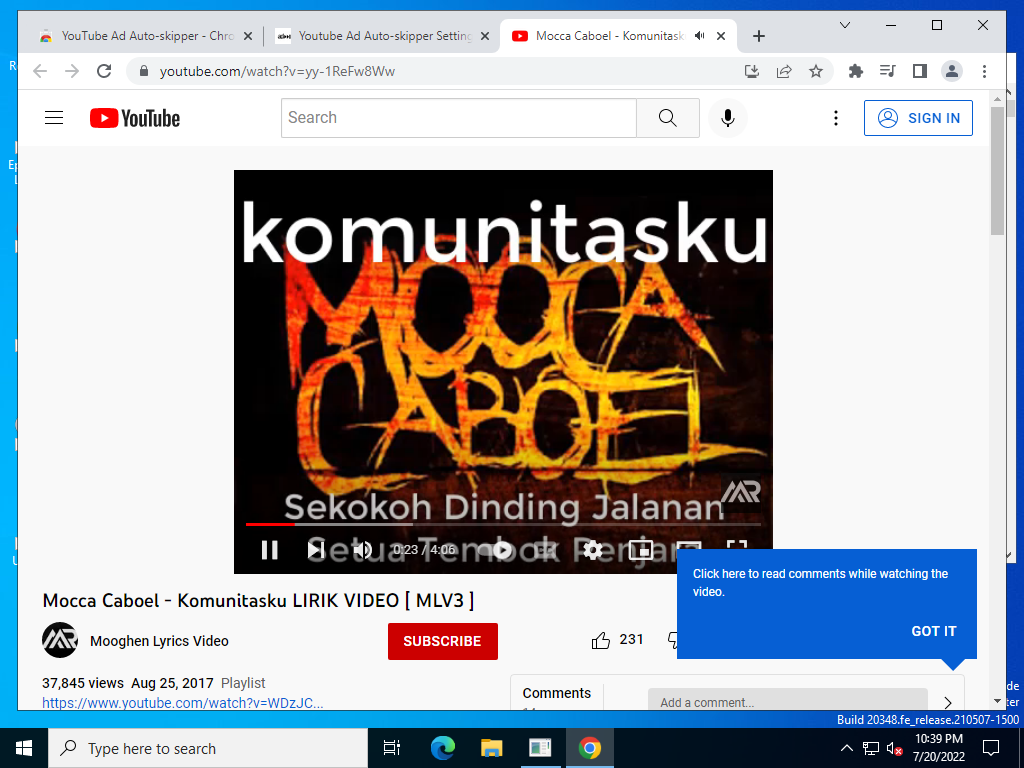 YouTube Ad Auto-skipper - Chro
Youtube Ad Auto-skipper Setting
Mocca Caboel - Komunitask
youtube.com/watch?v=yy-1ReFw8Ww
YouTube
Search
SIGN IN
komunitasku
MOCCA
CABOEL
MR
Sekokoh Dinding Jalanan
Setua Tembok Penjara
0:23 / 4:06
Click here to read comments while watching the
video.
GOT IT
Mocca Caboel - Komunitasku LIRIK VIDEO [ MLV3 ]
Mooghen Lyrics Video
SUBSCRIBE
231
37,845 views Aug 25, 2017 Playlist
https://www.youtube.com/watch?v=WDzJC...
Comments
Add a comment...
Build 20348.fe_release.210507-1500
Type here to search
10:39 PM
7/20/2022